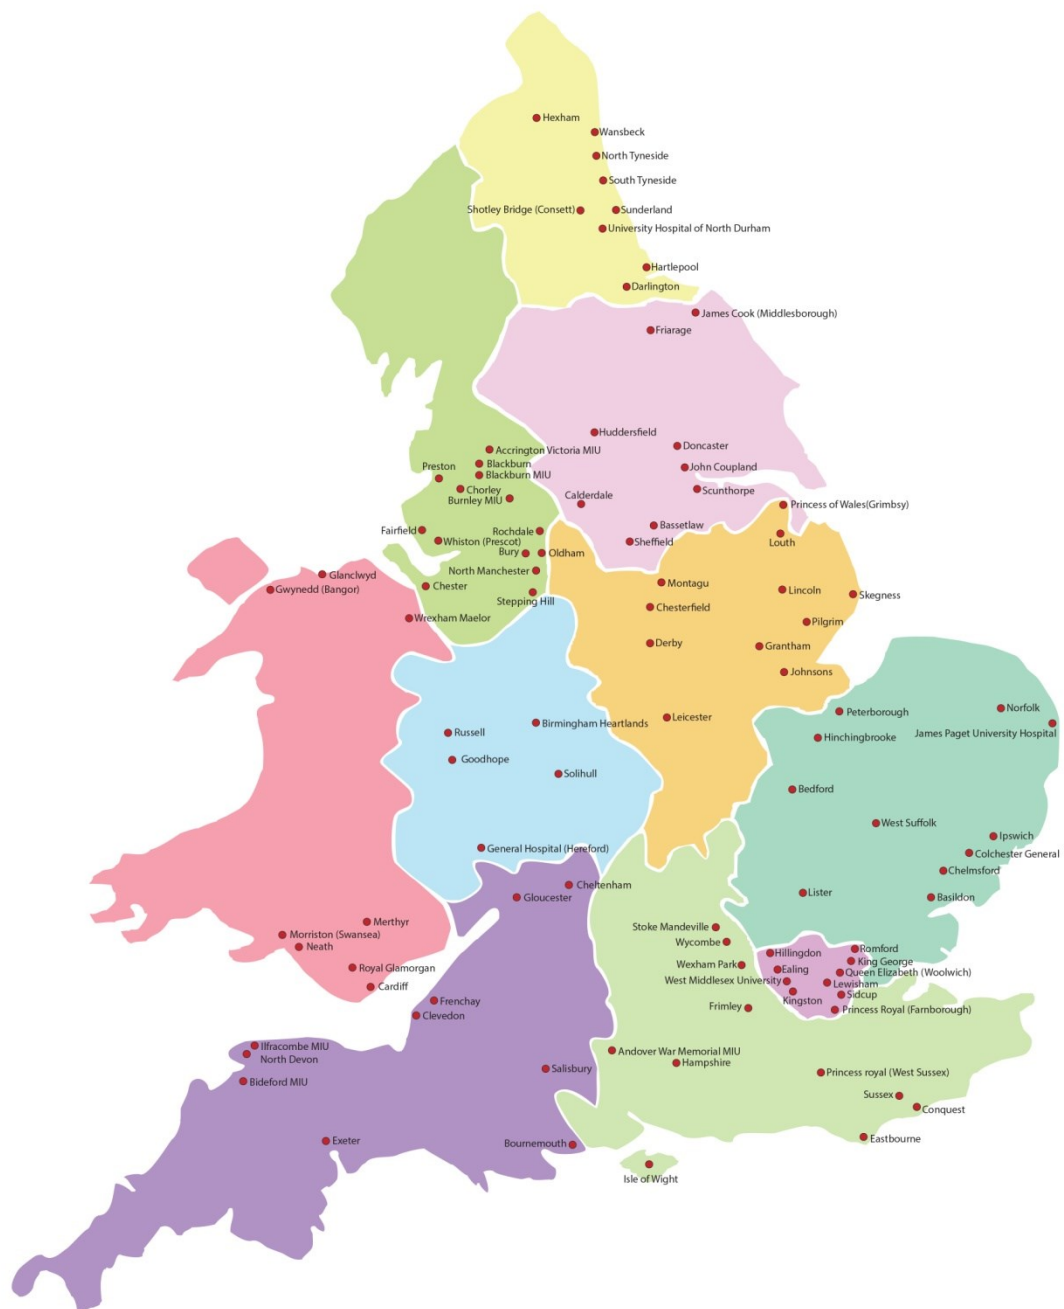 Hexham
Wansbeck
North Tyneside
South Tyneside
Shotley Bridge (Consett)
Sunderland
University Hospital of North Durham
Hartlepool
Darlington
James Cook (Middlesborough)
Friarage
Huddersfield
Doncaster
Accrington Victoria MIU
Blackburn
Preston
John Coupland
Blackburn MIU
Chorley
Scunthorpe
Burnley MIU
Calderdale
Princess of Wales(Grimbsy)
Bassetlaw
Fairfield
Rochdale
Louth
Whiston (Prescot)
Sheffield
Bury
Oldham
North Manchester
Glanclwyd
Montagu
Chester
Gwynedd (Bangor)
Lincoln
Skegness
Stepping Hill
Chesterfield
Wrexham Maelor
Pilgrim
Derby
Grantham
Johnsons
Norfolk
Peterborough
Leicester
Birmingham Heartlands
James Paget University Hospital
Russell
Hinchingbrooke
Goodhope
Solihull
Bedford
West Suffolk
Ipswich
General Hospital (Hereford)
Colchester General
Chelmsford
Cheltenham
Lister
Gloucester
Basildon
Merthyr
Stoke Mandeville
Morriston (Swansea)
Wycombe
Neath
Romford
Hillingdon
King George
Wexham Park
Royal Glamorgan
Ealing
Queen Elizabeth (Woolwich)
West Middlesex University
Lewisham
Cardiff
Kingston
Sidcup
Frenchay
Frimley
Princess Royal (Farnborough)
Clevedon
Ilfracombe MIU
Andover War Memorial MIU
North Devon
Hampshire
Salisbury
Princess royal (West Sussex)
Bideford MIU
Sussex
Conquest
Eastbourne
Exeter
Bournemouth
Isle of Wight